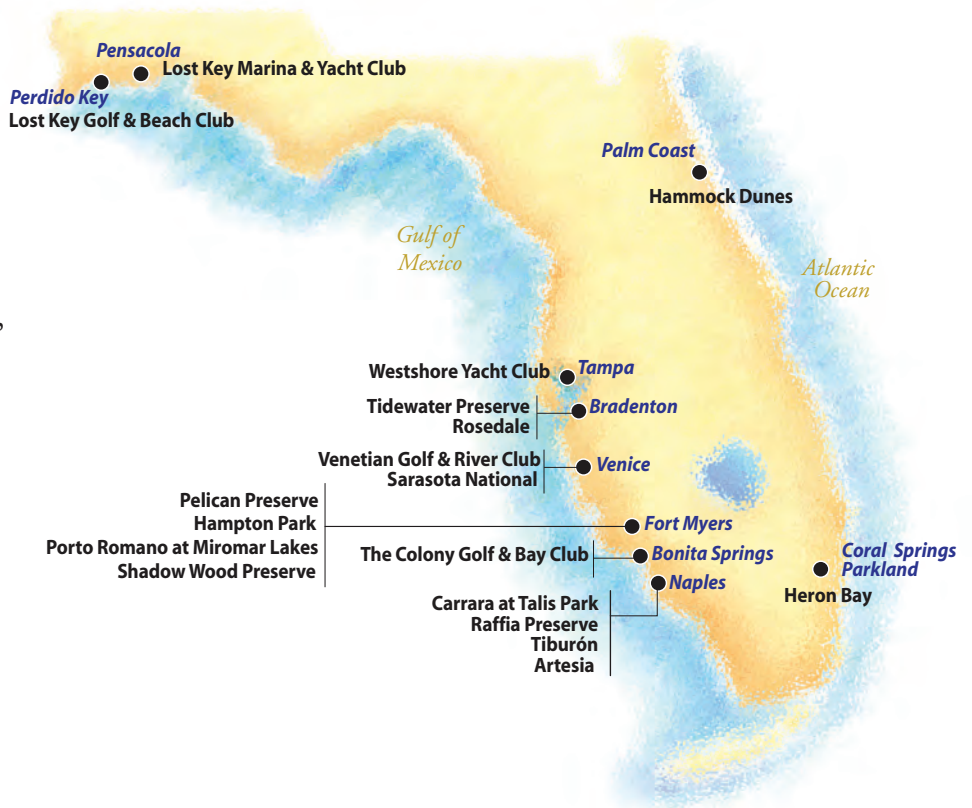 Pensacola
Lost Key Marina & Yacht Club
Perdido Key
Lost Key Golf & Beach Club
Palm Coast
Hammock Dunes
Gulf of
Mexico
Atlantic
Ocean
,
Westshore Yacht Club
Tampa
Tidewater Preserve
Rosedale
Bradenton
Venetian Golf & River Club
Sarasota National
Venice
Pelican Preserve
Hampton Park
Porto Romano at Miromar Lakes
Shadow Wood Preserve
Fort Myers
The Colony Golf & Bay Club
Bonita Springs
Coral Springs
Parkland
Heron Bay
Naples
Carrara at Talis Park
Raffia Preserve
Tiburón
Artesia